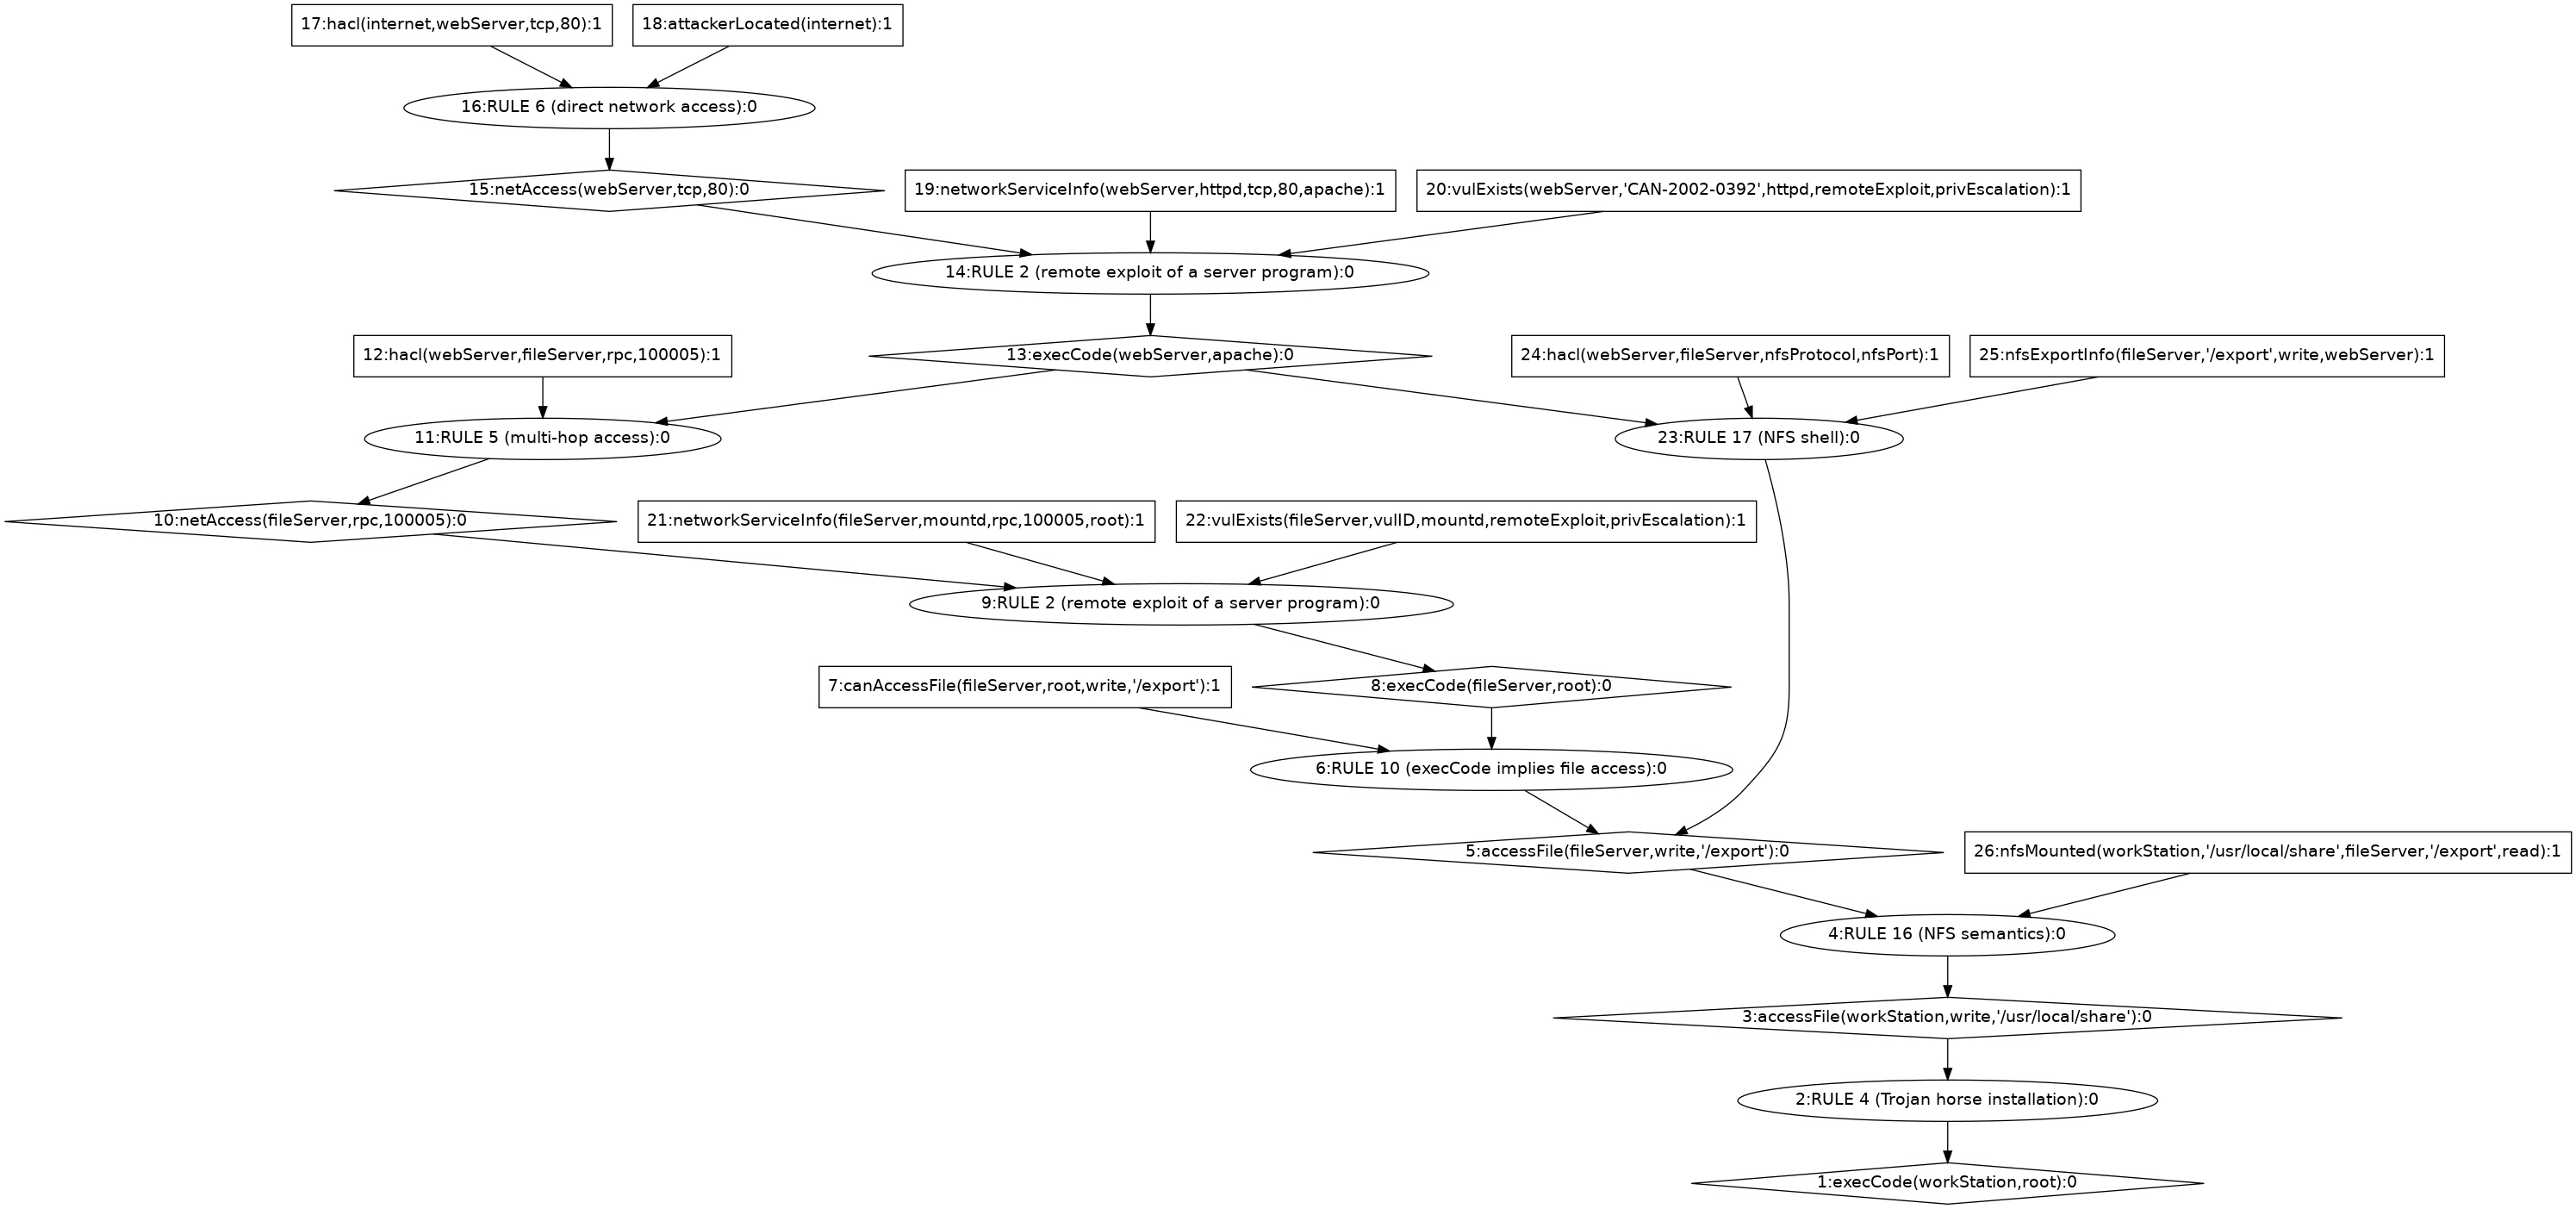 17:hacl(internet,webServer,tcp,80):1
18:attackerLocated(internet):1
16:RULE 6 (direct network access):0
15:netAccess(webServer,tcp,80):0
19:networkServiceInfo(webServer,httpd,tcp,80,apache):1
20:vulExists(webServer,'CAN-2002-0392',httpd,remoteExploit,privEscalation):1
14:RULE 2 (remote exploit of a server program):0
12:hacl(webServer,fileServer,rpc,100005):1
13:execCode(webServer,apache):0
24:hacl(webServer,fileServer,nfsProtocol,nfsPort):1
25:nfsExportInfo(fileServer,'/export',write,webServer):1
11:RULE 5 (multi-hop access):0
23:RULE 17 (NFS shell):0
10:netAccess(fileServer,rpc,100005):0
21:networkServiceInfo(fileServer,mountd,rpc,100005,root):1
22:vulExists(fileServer,vulID,mountd,remoteExploit,privEscalation):1
9:RULE 2 (remote exploit of a server program):0
7:canAccessFile(fileServer,root,write,'/export'):1
8:execCode(fileServer,root):0
6:RULE 10 (execCode implies file access):0
5:accessFile(fileServer,write,'/export'):0
26:nfsMounted(workStation,'/usr/local/share',fileServer,'/export',read):1
4:RULE 16 (NFS semantics):0
3:accessFile(workStation,write,'/usr/local/share'):0
2:RULE 4 (Trojan horse installation):0
1:execCode(workStation,root):0